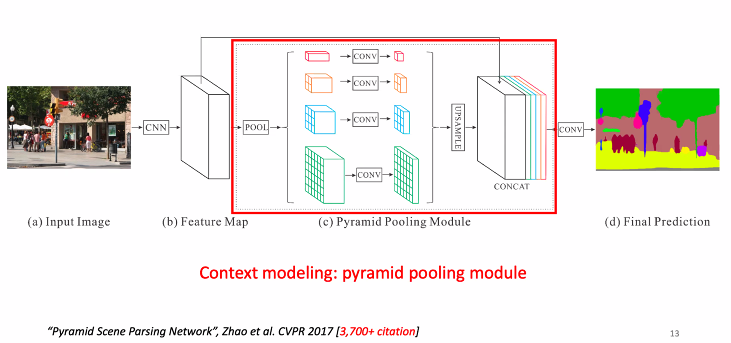 CONV
CONV
CNN
POOL
CONV
UPSAMPLE
CONV
CONV
CONCAT
(a) Input Image
(b) Feature Map
(c) Pyramid Pooling Module
(d) Final Prediction
Context modeling: pyramid pooling module
“Pyramid Scene Parsing Network”, Zhao et al. CVPR 2017 [3,700+ citation]
13